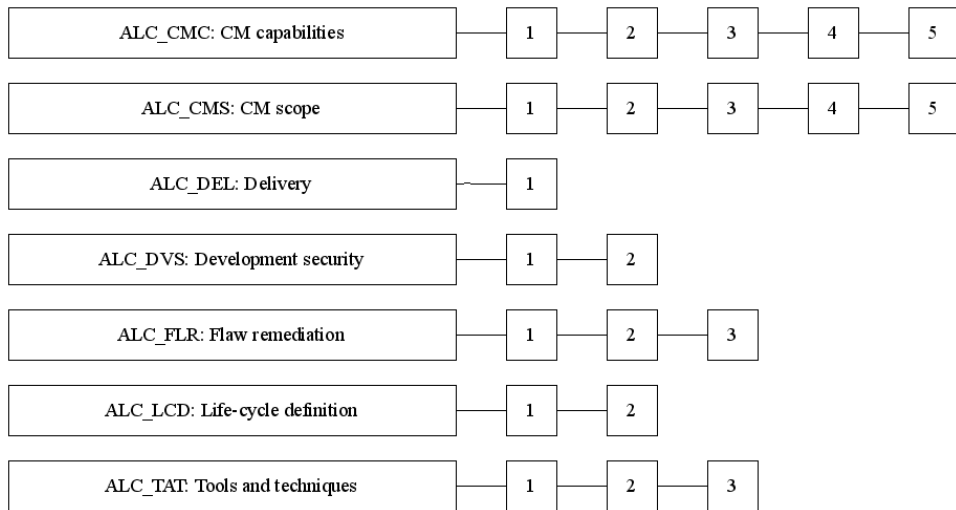 ALC_CMC: CM capabilities 1 2 3 4 5
ALC_CMS: CM scope 1 2 3 4 5
ALC_DEL: Delivery 1
ALC_DVS: Development security 1 2
ALC_FLR: Flaw remediation 1 2 3
ALC_LCD: Life-cycle definition 1 2
ALC_TAT: Tools and techniques 1 2 3